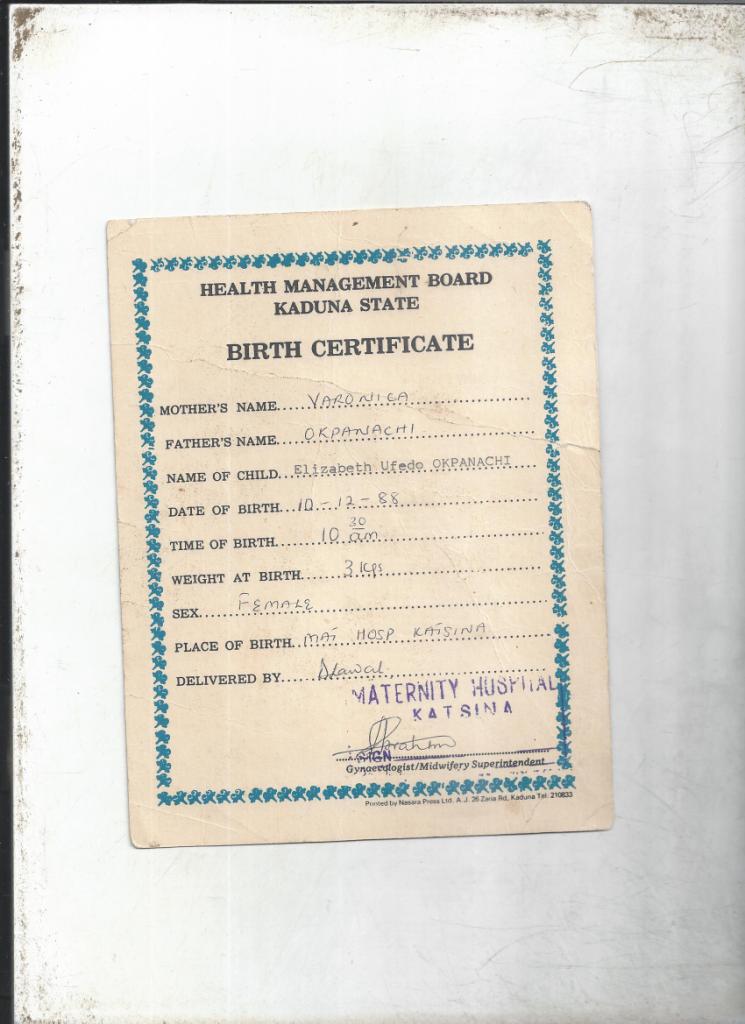 HEALTH MANAGEMENT BOARD
KADUNA STATE
BIRTH CERTIFICATE
MOTHER'S NAME....VARONICA
FATHER'S NAME....OKPANACHI
NAME OF CHILD....Elizabeth Ufedo OKPANACHI
DATE OF BIRTH....10-12-88
TIME OF BIRTH....10 30 am
WEIGHT AT BIRTH....3 kgs
SEX....FEMALE
PLACE OF BIRTH...MAT HOSP KATSINA
DELIVERED BY....
MATERNITY HOSPITAL
KATSINA
SIGN
Gynaecologist/Midwifery Superintendent
Printed by Nasara Press Ltd. A.J. 26 Zaria Rd, Kaduna Tel: 210833